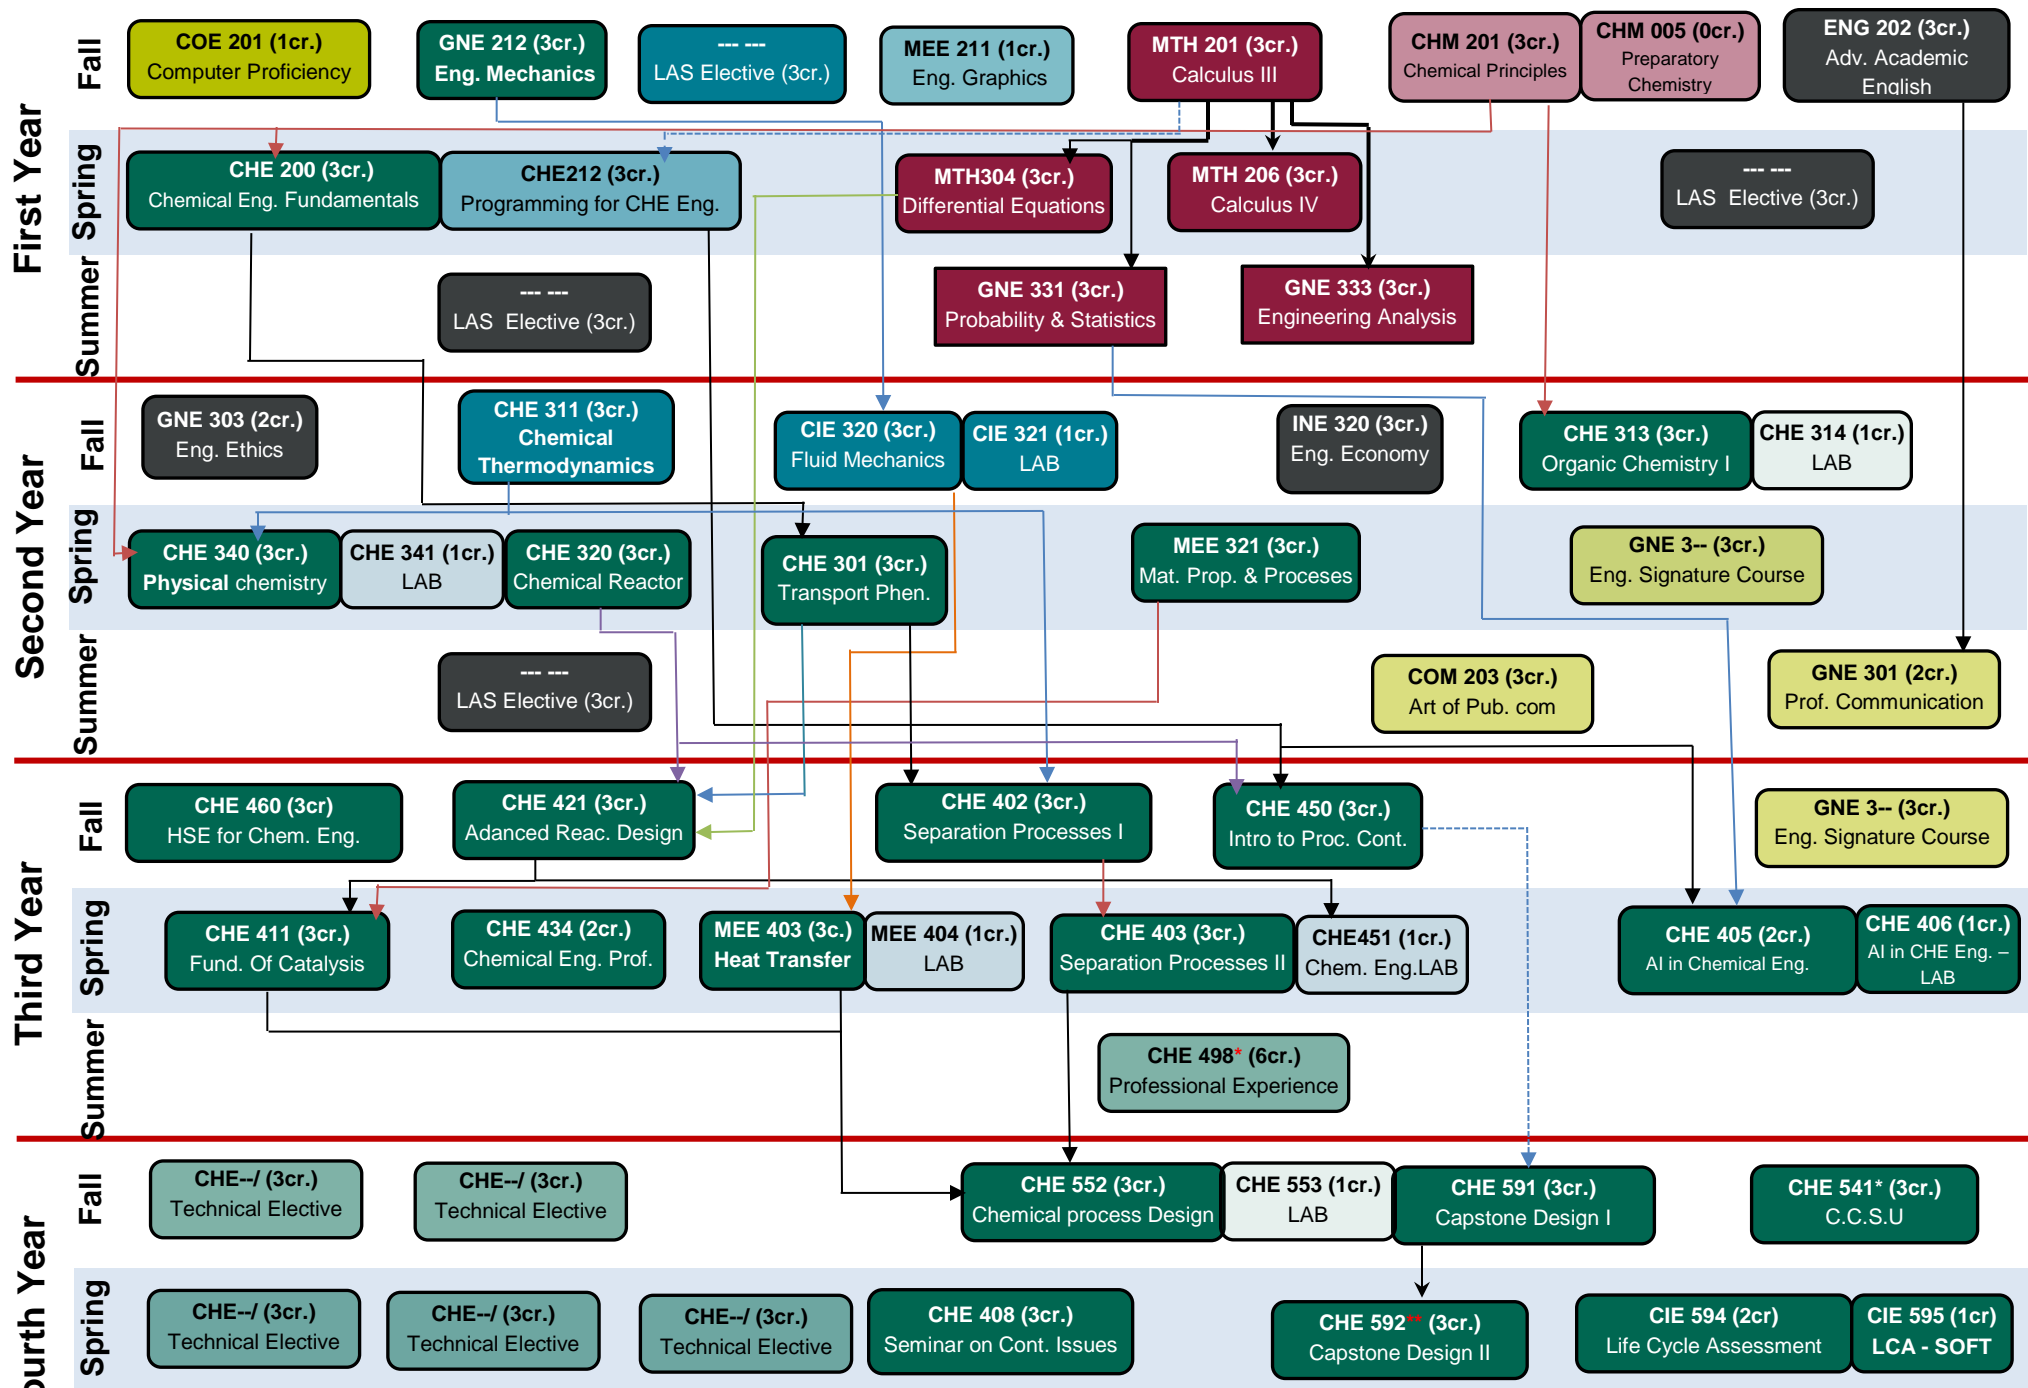 First Year
Fall
COE 201 (1cr.)
Computer Proficiency
GNE 212 (3cr.)
Eng. Mechanics
--- ---
LAS Elective (3cr.)
MEE 211 (1cr.)
Eng. Graphics
MTH 201 (3cr.)
Calculus III
CHM 201 (3cr.)
Chemical Principles
CHM 005 (0cr.)
Preparatory
Chemistry
ENG 202 (3cr.)
Adv. Academic
English
Spring
CHE 200 (3cr.)
Chemical Eng. Fundamentals
CHE212 (3cr.)
Programming for CHE Eng.
MTH304 (3cr.)
Differential Equations
MTH 206 (3cr.)
Calculus IV
--- ---
LAS  Elective (3cr.)
Summer
--- ---
LAS  Elective (3cr.)
GNE 331 (3cr.)
Probability & Statistics
GNE 333 (3cr.)
Engineering Analysis
Second Year
Fall
GNE 303 (2cr.)
Eng. Ethics
CHE 311 (3cr.)
Chemical
Thermodynamics
CIE 320 (3cr.)
Fluid Mechanics
CIE 321 (1cr.)
LAB
INE 320 (3cr.)
Eng. Economy
CHE 313 (3cr.)
Organic Chemistry I
CHE 314 (1cr.)
LAB
Spring
CHE 340 (3cr.)
Physical chemistry
CHE 341 (1cr.)
LAB
CHE 320 (3cr.)
Chemical Reactor
CHE 301 (3cr.)
Transport Phen.
MEE 321 (3cr.)
Mat. Prop. & Proceses
GNE 3-- (3cr.)
Eng. Signature Course
Summer
--- ---
LAS Elective (3cr.)
COM 203 (3cr.)
Art of Pub. com
GNE 301 (2cr.)
Prof. Communication
Third Year
Fall
CHE 460 (3cr)
HSE for Chem. Eng.
CHE 421 (3cr.)
Adanced Reac. Design
CHE 402 (3cr.)
Separation Processes I
CHE 450 (3cr.)
Intro to Proc. Cont.
GNE 3-- (3cr.)
Eng. Signature Course
Spring
CHE 411 (3cr.)
Fund. Of Catalysis
CHE 434 (2cr.)
Chemical Eng. Prof.
MEE 403 (3c.)
Heat Transfer
MEE 404 (1cr.)
LAB
CHE 403 (3cr.)
Separation Processes II
CHE451 (1cr.)
Chem. Eng.LAB
CHE 405 (2cr.)
AI in Chemical Eng.
CHE 406 (1cr.)
AI in CHE Eng. –
LAB
Summer
CHE 498* (6cr.)
Professional Experience
ourth Year
Fall
CHE--/ (3cr.)
Technical Elective
CHE--/ (3cr.)
Technical Elective
CHE 552 (3cr.)
Chemical process Design
CHE 553 (1cr.)
LAB
CHE 591 (3cr.)
Capstone Design I
CHE 541* (3cr.)
C.C.S.U
Spring
CHE--/ (3cr.)
Technical Elective
CHE--/ (3cr.)
Technical Elective
CHE--/ (3cr.)
Technical Elective
CHE 408 (3cr.)
Seminar on Cont. Issues
CHE 592** (3cr.)
Capstone Design II
CIE 594 (2cr)
Life Cycle Assessment
CIE 595 (1cr)
LCA - SOFT